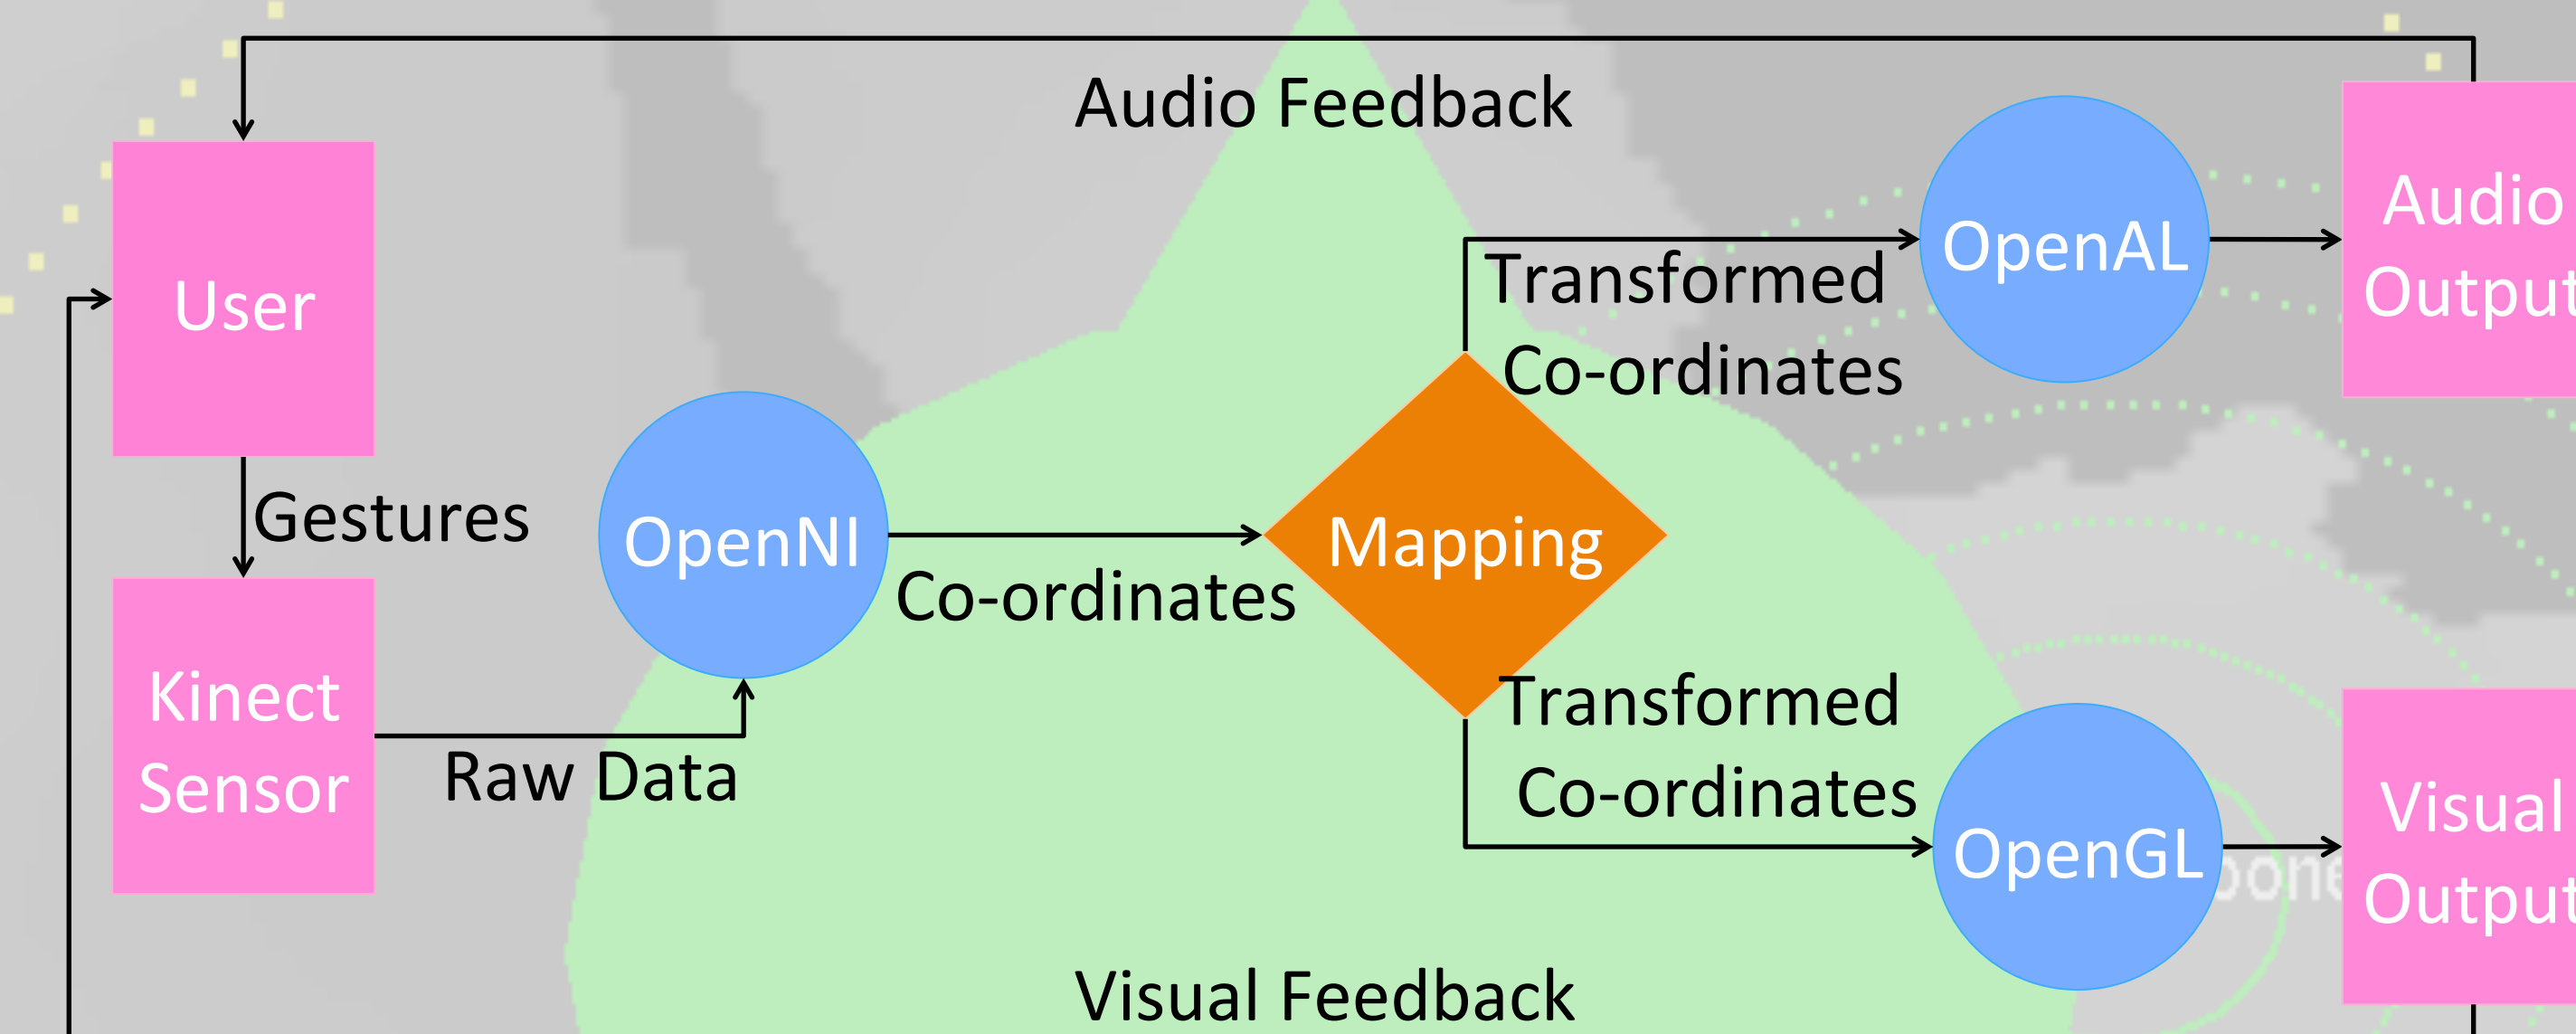 Audio Feedback
User
Gestures
Kinect
Sensor
Raw Data
OpenNI
Co-ordinates
Mapping
Transformed
Co-ordinates
OpenAL
Audio
Output
Transformed
Co-ordinates
OpenGL
Visual
Output
Visual Feedback